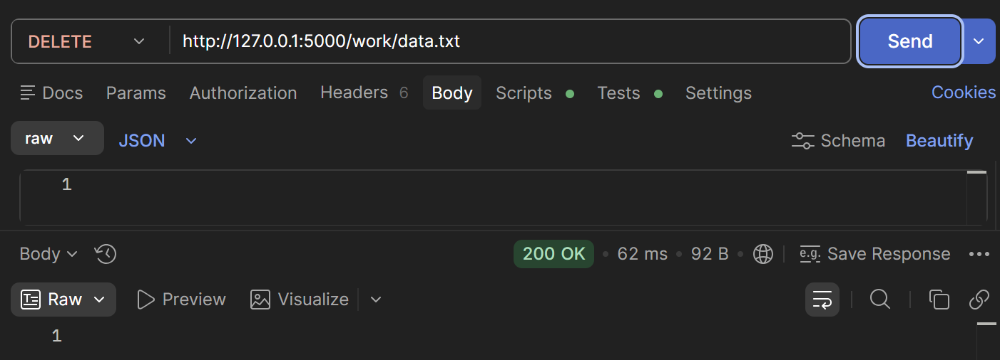 DELETE http://127.0.0.1:5000/work/data.txt Send
Docs Params Authorization Headers 6 Body Scripts Tests Settings Cookies
raw JSON Schema Beautify
1
Body 200 OK • 62 ms • 92 B • e.g. Save Response
Raw Preview Visualize
1